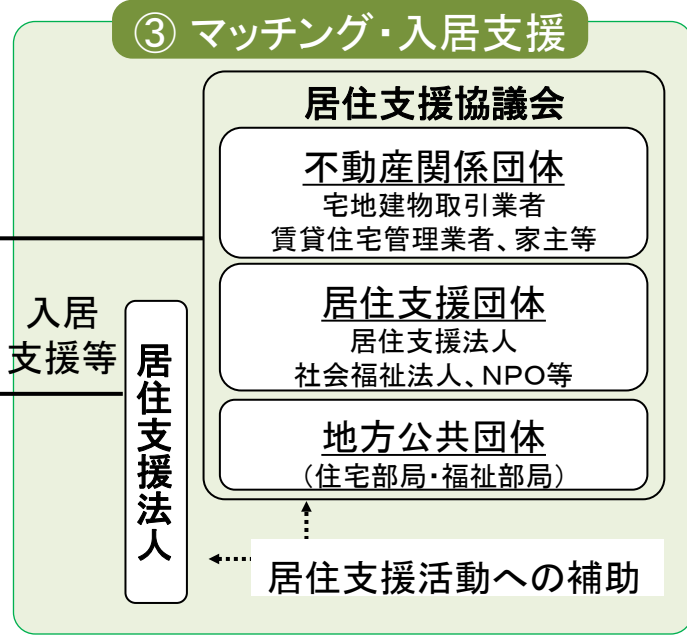 ③ マッチング・入居支援
居住支援協議会
不動産関係団体
宅地建物取引業者
賃貸住宅管理業者、家主等
居住支援団体
居住支援法人
社会福祉法人、NPO等
地方公共団体
（住宅部局・福祉部局）
入居
支援等
居住支援法人
居住支援活動への補助